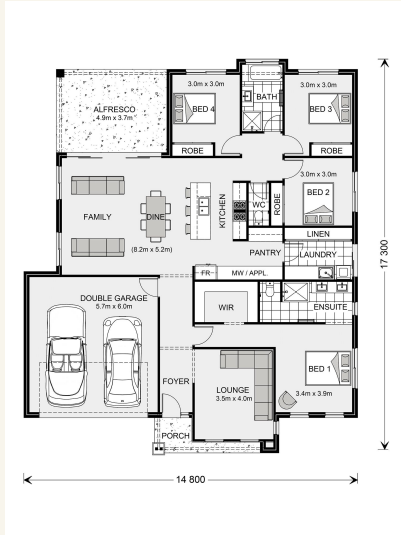 3.0m x 3.0m
BED 4
BATH
3.0m x 3.0m
BED 3
ALFRESCO
4.9m x 3.7m
ROBE
ROBE
3.0m x 3.0m
BED 2
FAMILY
DINE
KITCHEN
WC
ROBE
(8.2m x 5.2m)
LINEN
PANTRY
LAUNDRY
FR
MW / APPL.
DOUBLE GARAGE
5.7m x 6.0m
WIR
ENSUITE
BED 1
3.4m x 3.9m
FOYER
LOUNGE
3.5m x 4.0m
PORCH
14 800
17 300